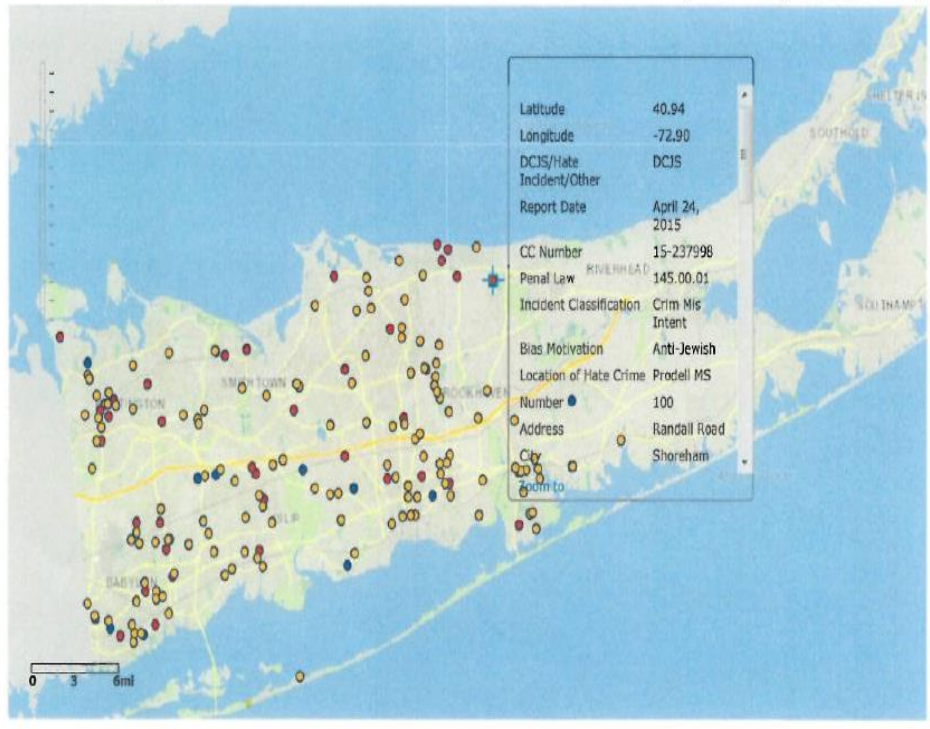 SHELTER IS
SOUTHOLD
Latitude 40.94
Longitude -72.90
DCJS/Hate DCJS
Incident/Other
Report Date April 24,
2015
CC Number 15-237998
Penal Law 145.00.01
RIVERHEAD
Incident Classification Crim Mis
Intent
Bias Motivation Anti-Jewish
Location of Hate Crime Prodell MS
Number 100
Address Randall Road
City Shoreham
Zoom to
SMITHTOWN
BROOKHAVEN
ISLIP
BABYLON
0 3 6mi